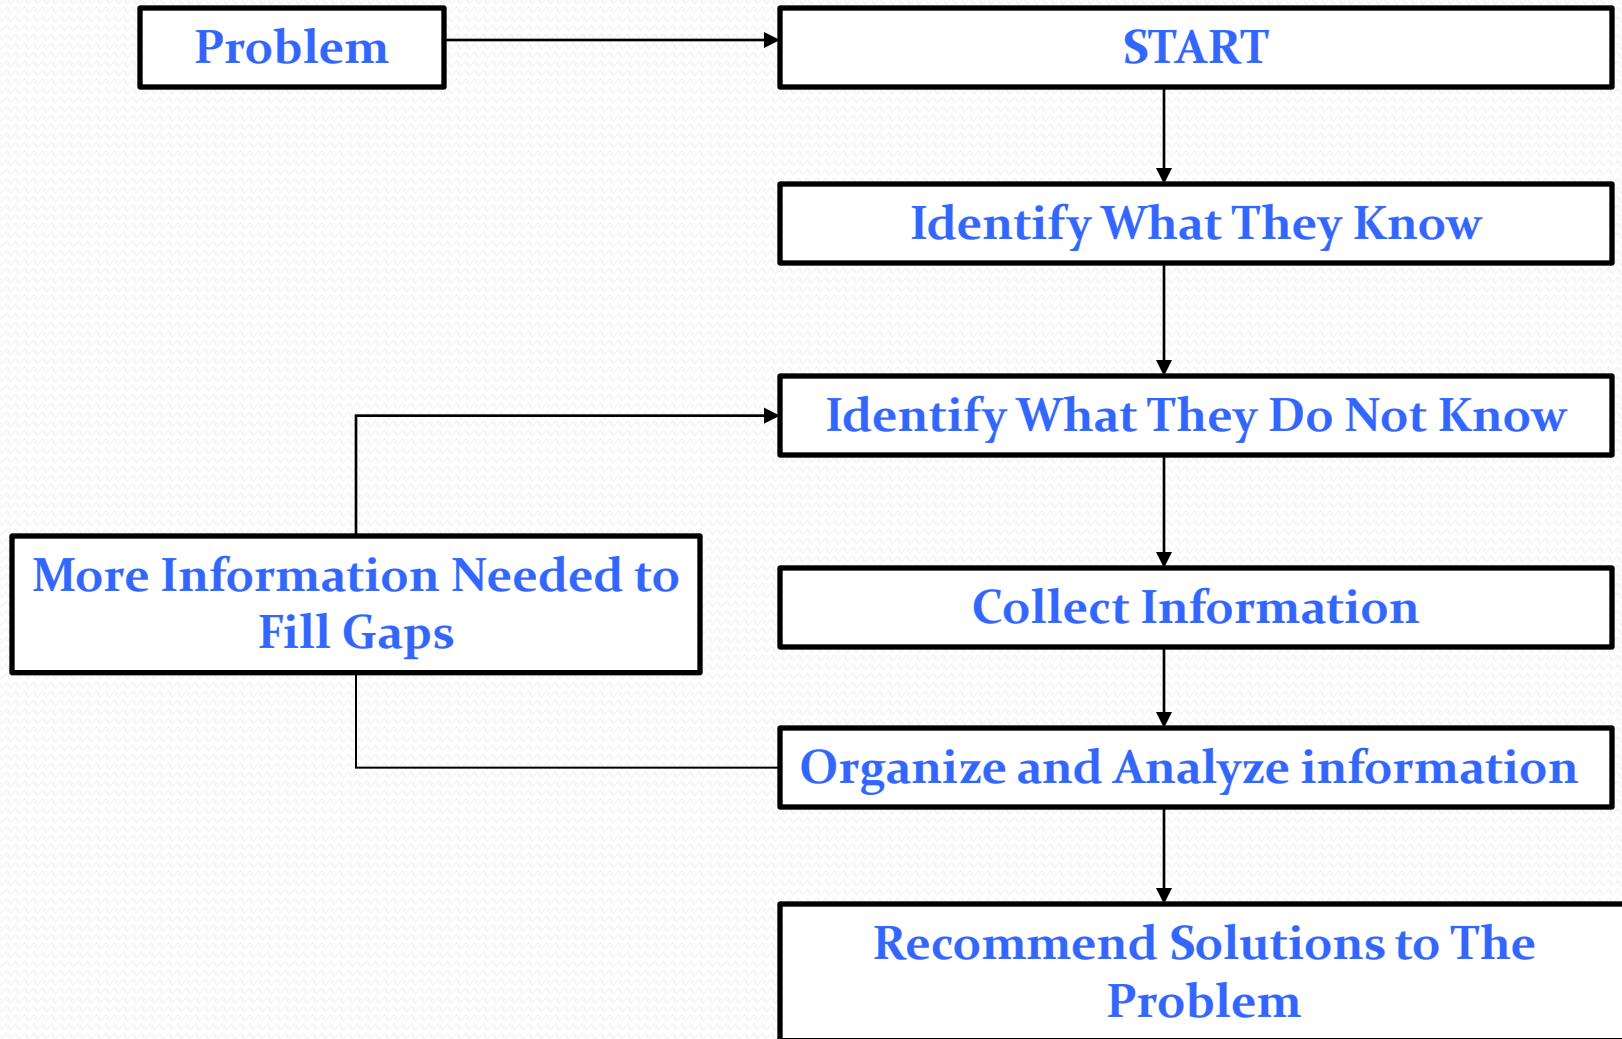 Problem
START
Identify What They Know
Identify What They Do Not Know
More Information Needed to
Fill Gaps
Collect Information
Organize and Analyze information
Recommend Solutions to The
Problem